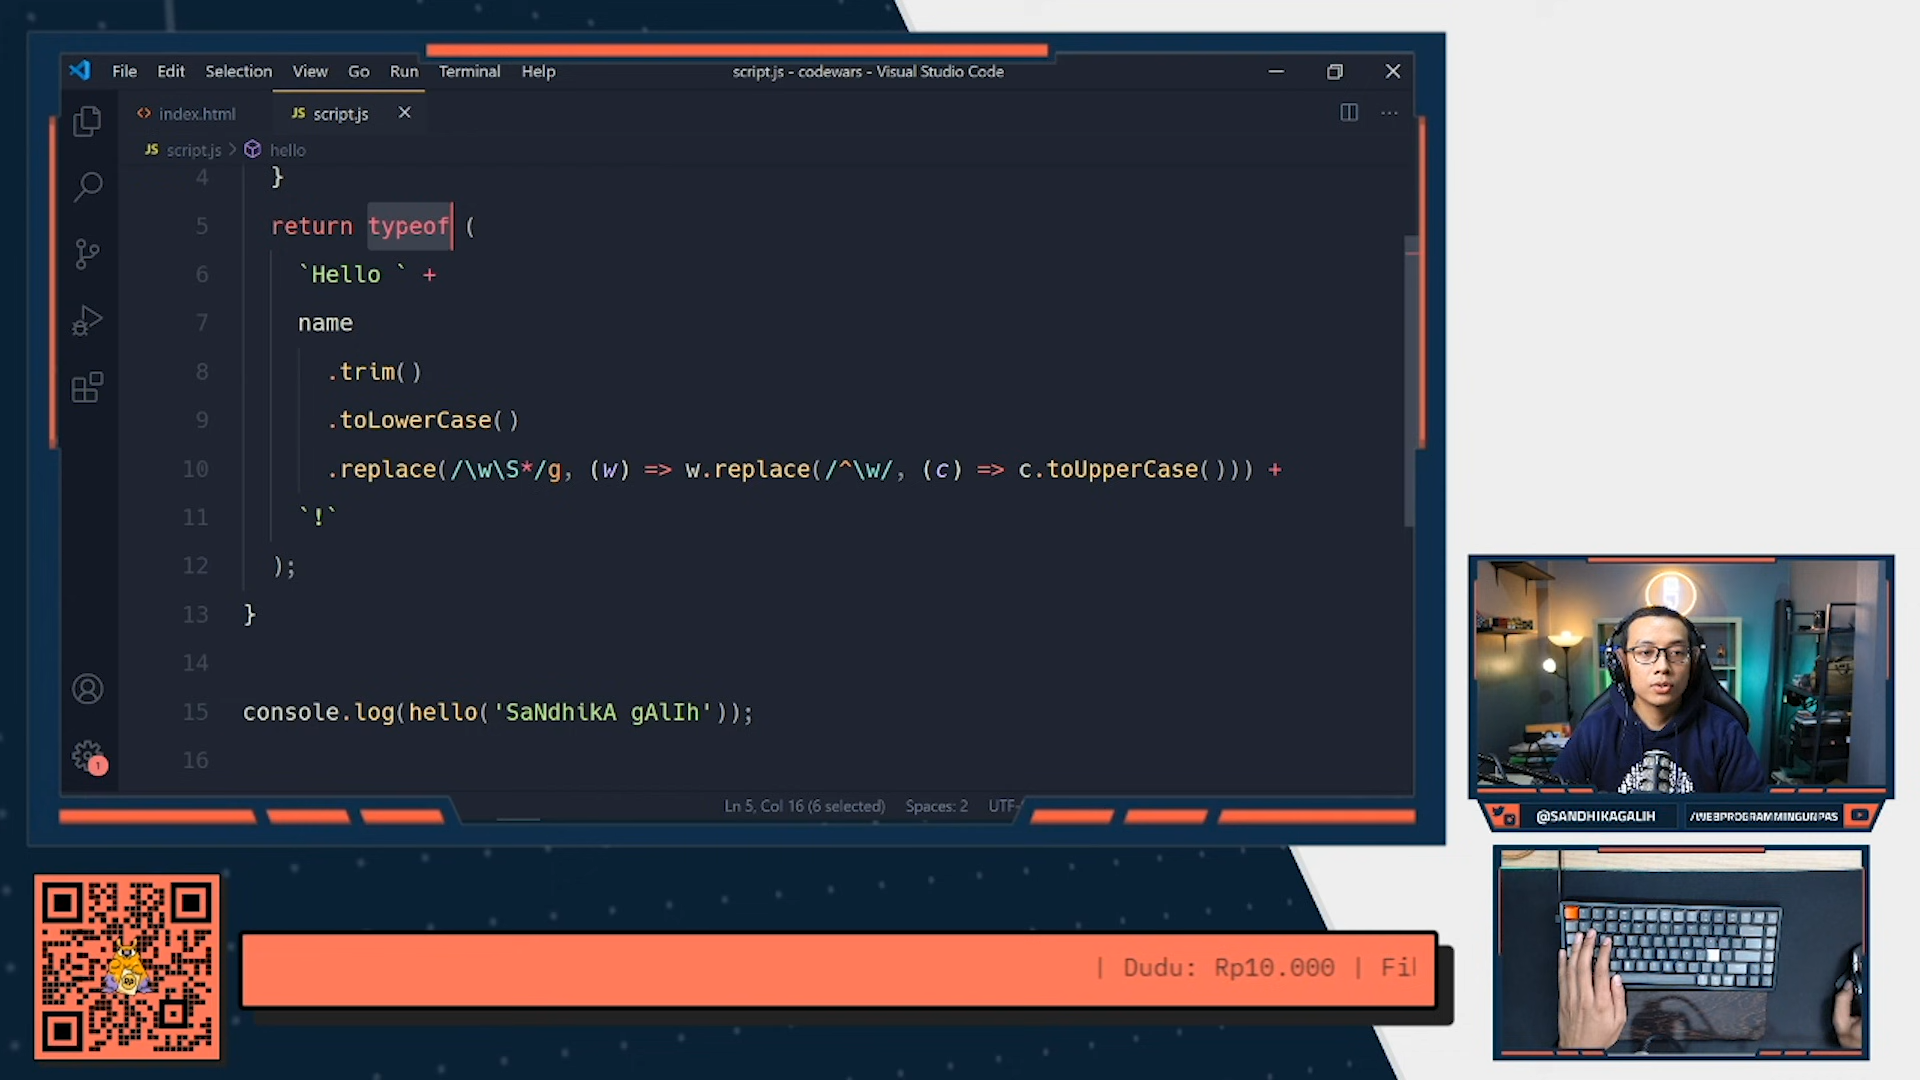 File Edit Selection View Go Run Terminal Help script.js - codewars - Visual Studio Code
index.html JS script.js
JS script.js > hello
4 }
5 return typeof (
6 `Hello ` +
7 name
8 .trim()
9 .toLowerCase()
10 .replace(/\w\S*/g, (w) => w.replace(/^\w/, (c) => c.toUpperCase())) +
11 `!`
12 );
13 }
14
15 console.log(hello('SaNdhikA gAlIh'));
16
1
Ln 5, Col 16 (6 selected) Spaces: 2 UTF-
@SANDHIKAGALIH /WEBPROGRAMMINGUNPAS
| Dudu: Rp10.000 | Fil